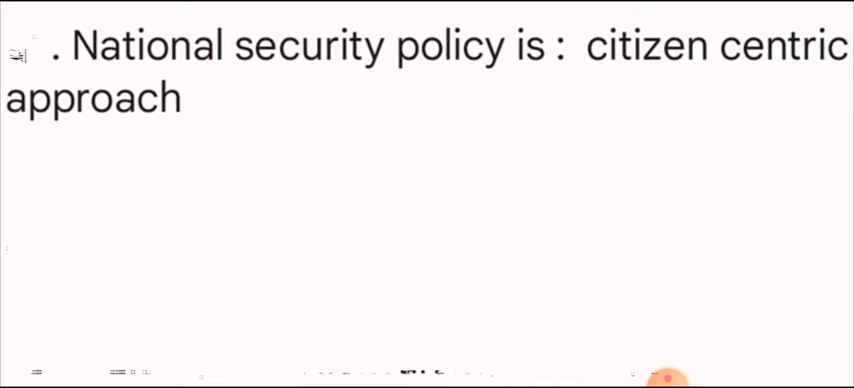 . National security policy is : citizen centric
approach